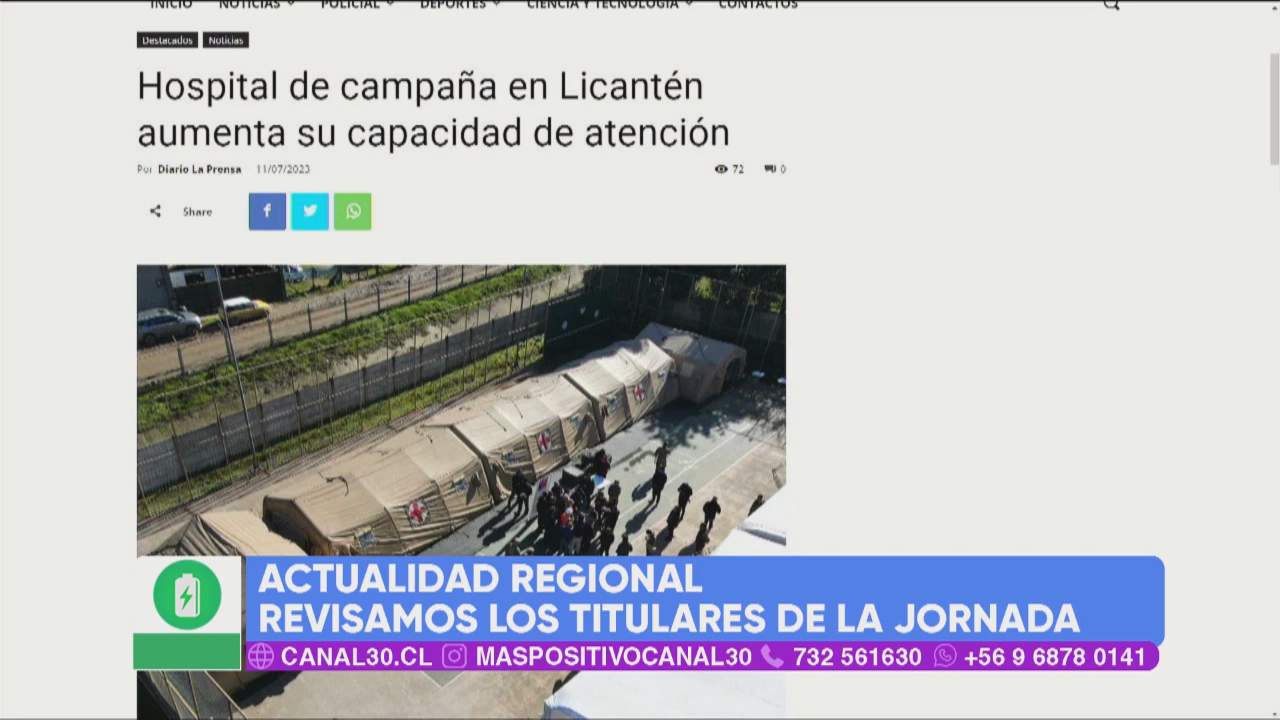 INICIO NOTICIAS POLICIAL DEPORTES CIENCIA Y TECNOLOGÍA CONTACTOS
Destacados Noticias
Hospital de campaña en Licantén
aumenta su capacidad de atención
Por Diario La Prensa 11/07/2023 72 0
Share
ACTUALIDAD REGIONAL
REVISAMOS LOS TITULARES DE LA JORNADA
CANAL30.CL MASPOSITIVOCANAL30 732 561630 +56 9 6878 0141